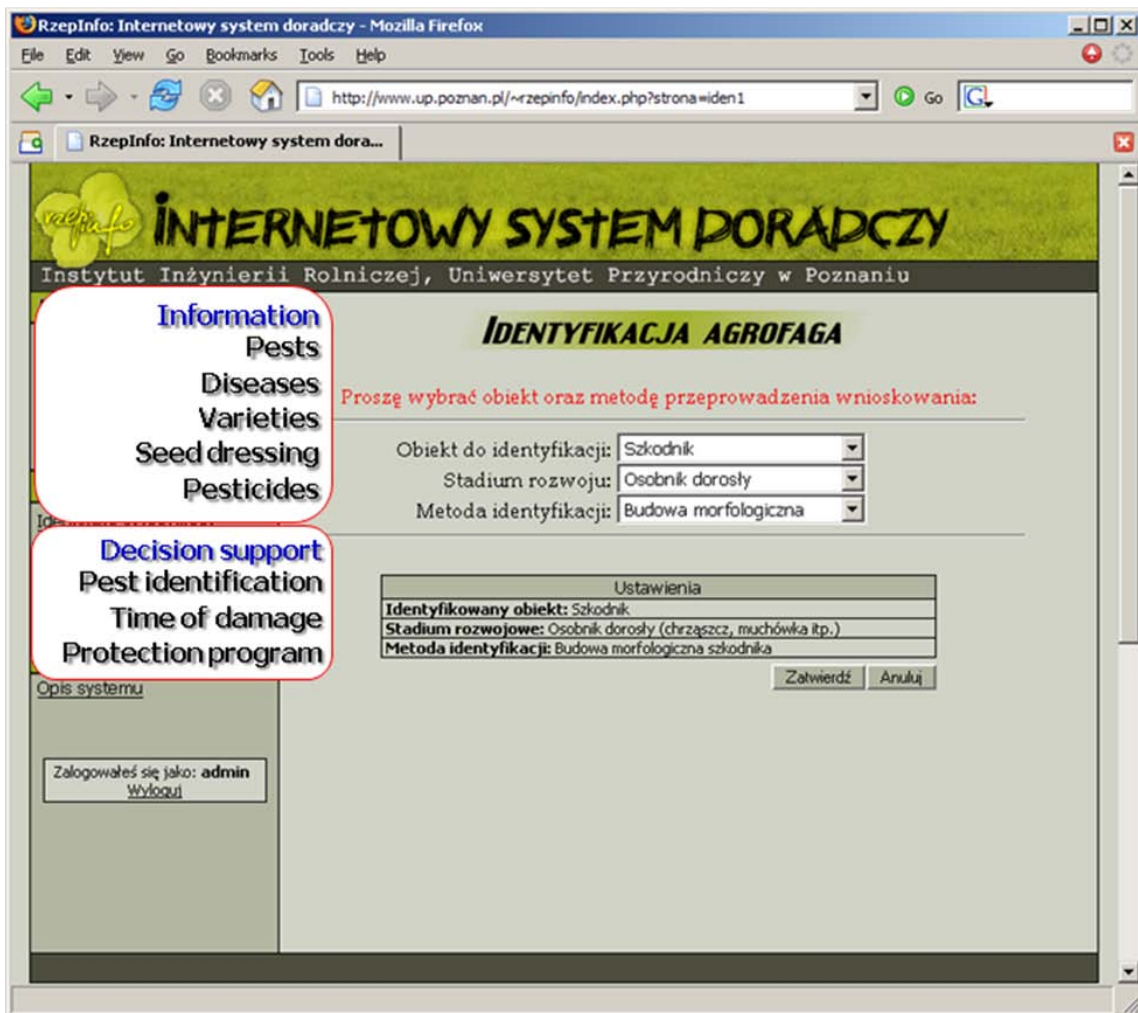 RzepInfo: Internetowy system doradczy - Mozilla Firefox
File Edit View Go Bookmarks Tools Help
http://www.up.poznan.pl/~rzepinfo/index.php?strona=iden1 Go
RzepInfo: Internetowy system dora...
rzepinfo INTERNETOWY SYSTEM DORADCZY
Instytut Inżynierii Rolniczej, Uniwersytet Przyrodniczy w Poznaniu
Information
Pests
Diseases
Varieties
Seed dressing
Pesticides
Decision support
Pest identification
Time of damage
Protection program
Opis systemu
Zalogowałeś się jako: admin
Wyloguj
IDENTYFIKACJA AGROFAGA
Proszę wybrać obiekt oraz metodę przeprowadzenia wnioskowania:
Obiekt do identyfikacji: Szkodnik
Stadium rozwoju: Osobnik dorosły
Metoda identyfikacji: Budowa morfologiczna
Ustawienia
Identyfikowany obiekt: Szkodnik
Stadium rozwojowe: Osobnik dorosły (chrząszcz, muchówka itp.)
Metoda identyfikacji: Budowa morfologiczna szkodnika
Zatwierdź Anuluj